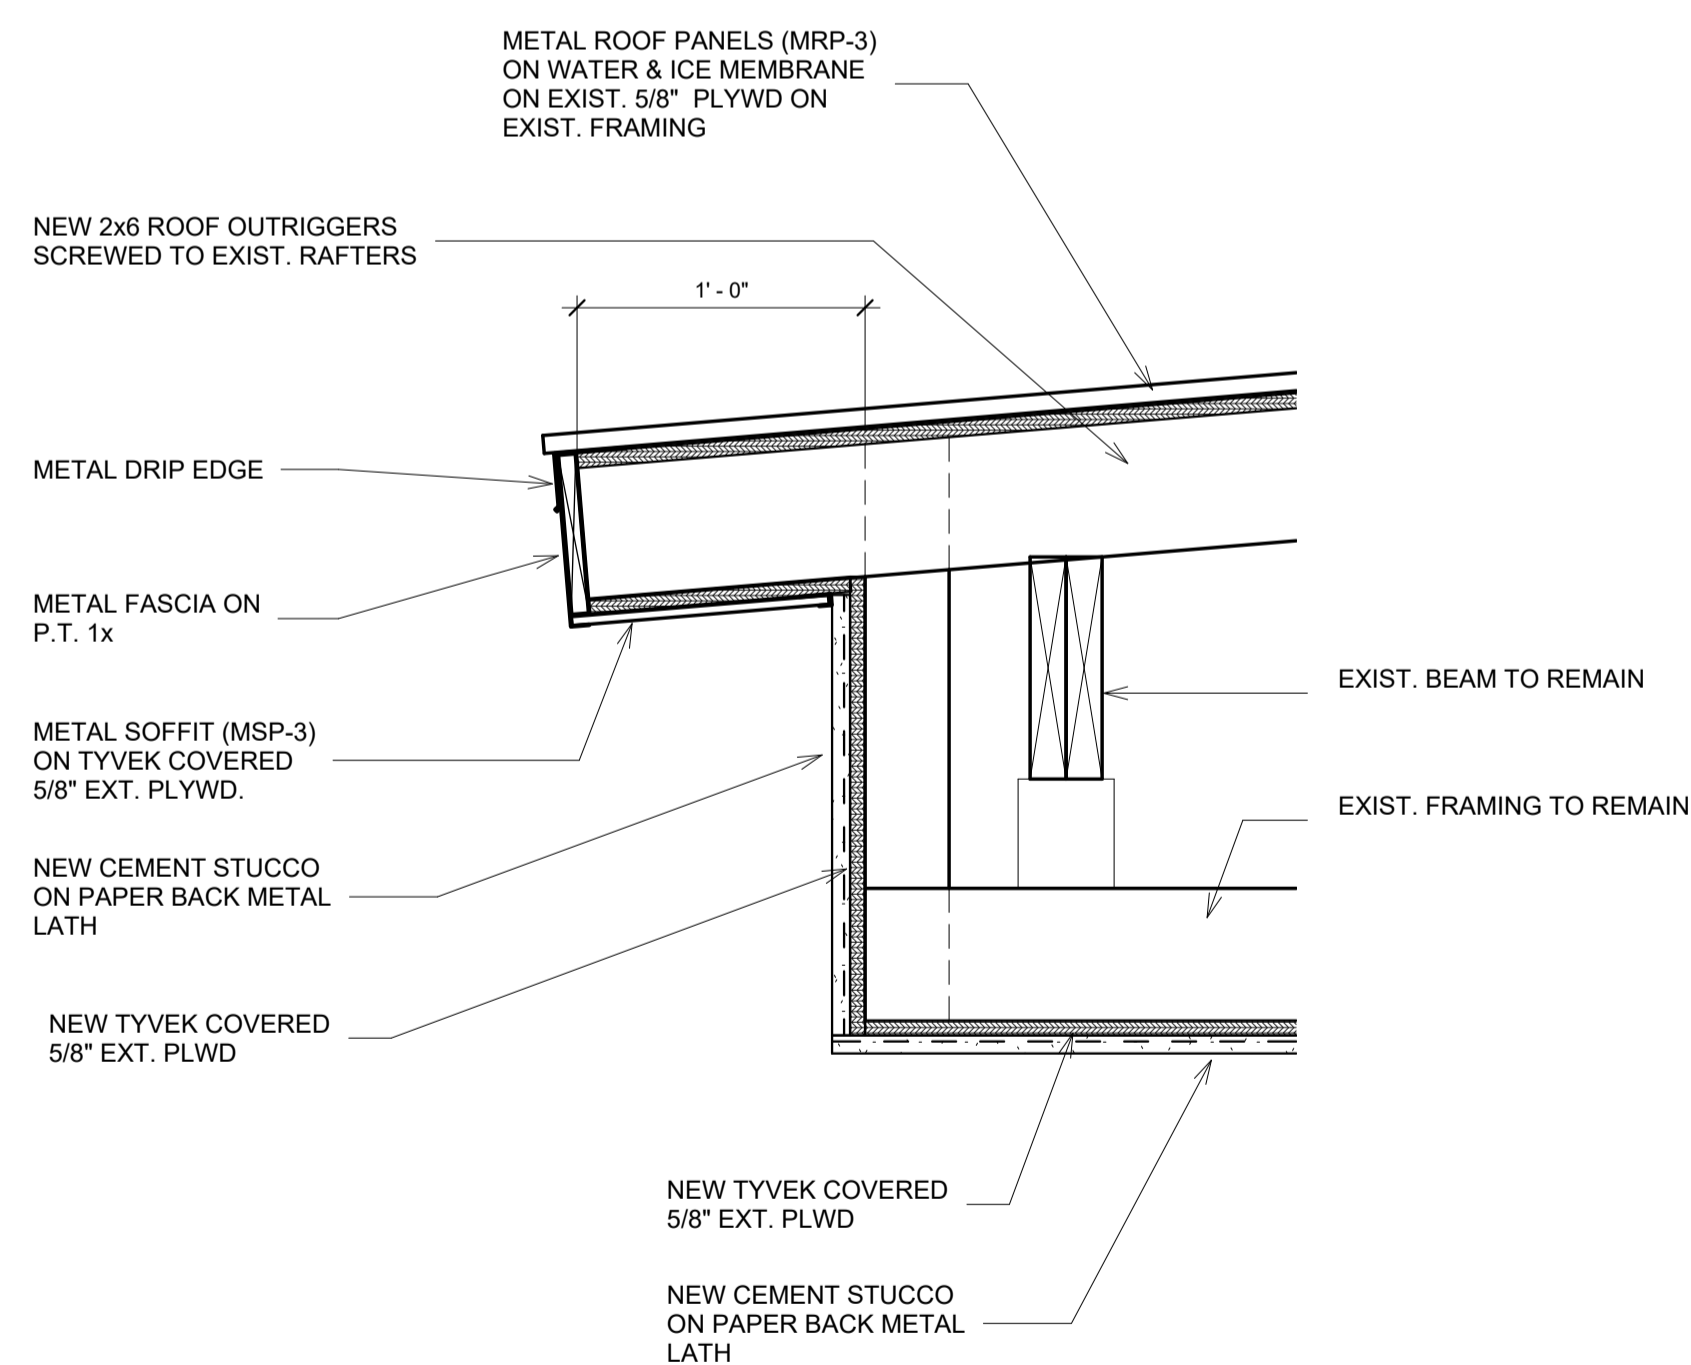 METAL ROOF PANELS (MRP-3)
ON WATER & ICE MEMBRANE
ON EXIST. 5/8"  PLYWD ON
EXIST. FRAMING
NEW 2x6 ROOF OUTRIGGERS
SCREWED TO EXIST. RAFTERS
1' - 0"
METAL DRIP EDGE
METAL FASCIA ON
P.T. 1x
METAL SOFFIT (MSP-3)
ON TYVEK COVERED
5/8" EXT. PLYWD.
NEW CEMENT STUCCO
ON PAPER BACK METAL
LATH
NEW TYVEK COVERED
5/8" EXT. PLWD
EXIST. BEAM TO REMAIN
EXIST. FRAMING TO REMAIN
NEW TYVEK COVERED
5/8" EXT. PLWD
NEW CEMENT STUCCO
ON PAPER BACK METAL
LATH